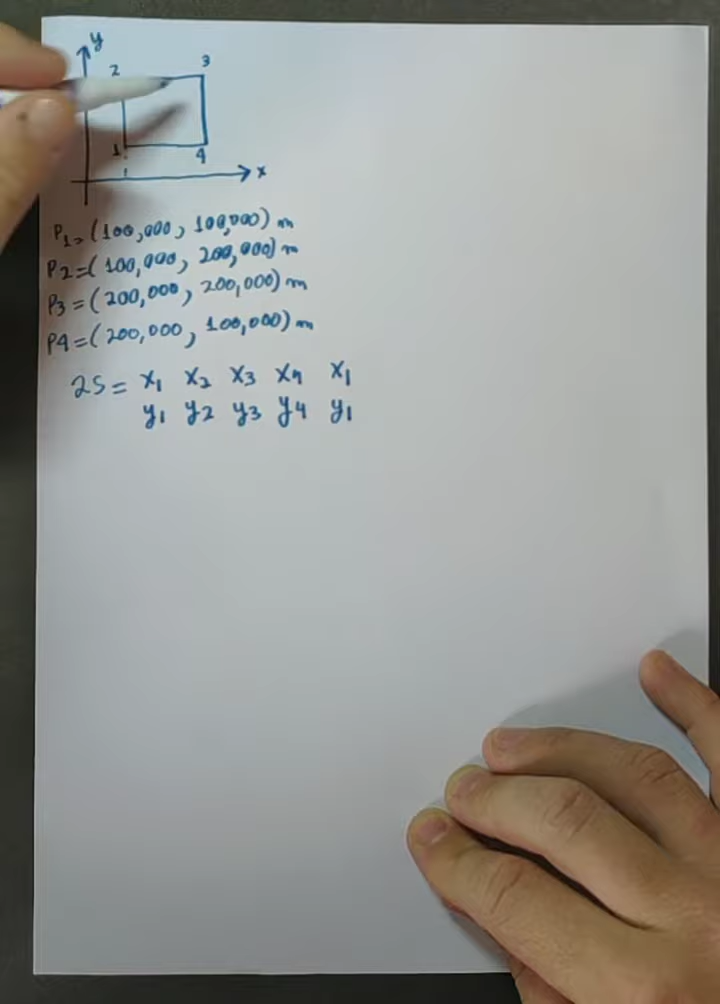 y
2 3
1 4
x
P1=(100,000, 100,000) m
P2=(100,000, 200,000) m
P3=(200,000, 200,000) m
P4=(200,000, 100,000) m
2S= x1 x2 x3 x4 x1
y1 y2 y3 y4 y1